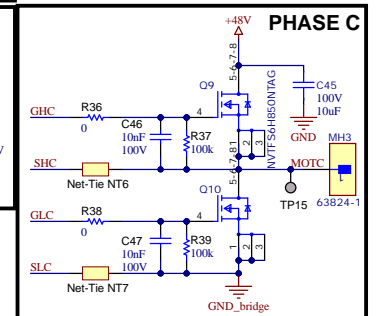 +48V
PHASE C
5-6-7-8
Q9
C45
100V
10uF
GND
NVTFS6H850NTAG
GHC
R36
0
4
C46
10nF
100V
R37
100k
1
2
3
MH3
SHC
Net-Tie NT6
5-6-7-8
MOTC
TP15
63824-1
Q10
GLC
R38
0
4
C47
10nF
100V
R39
100k
1
2
3
SLC
Net-Tie NT7
GND_bridge